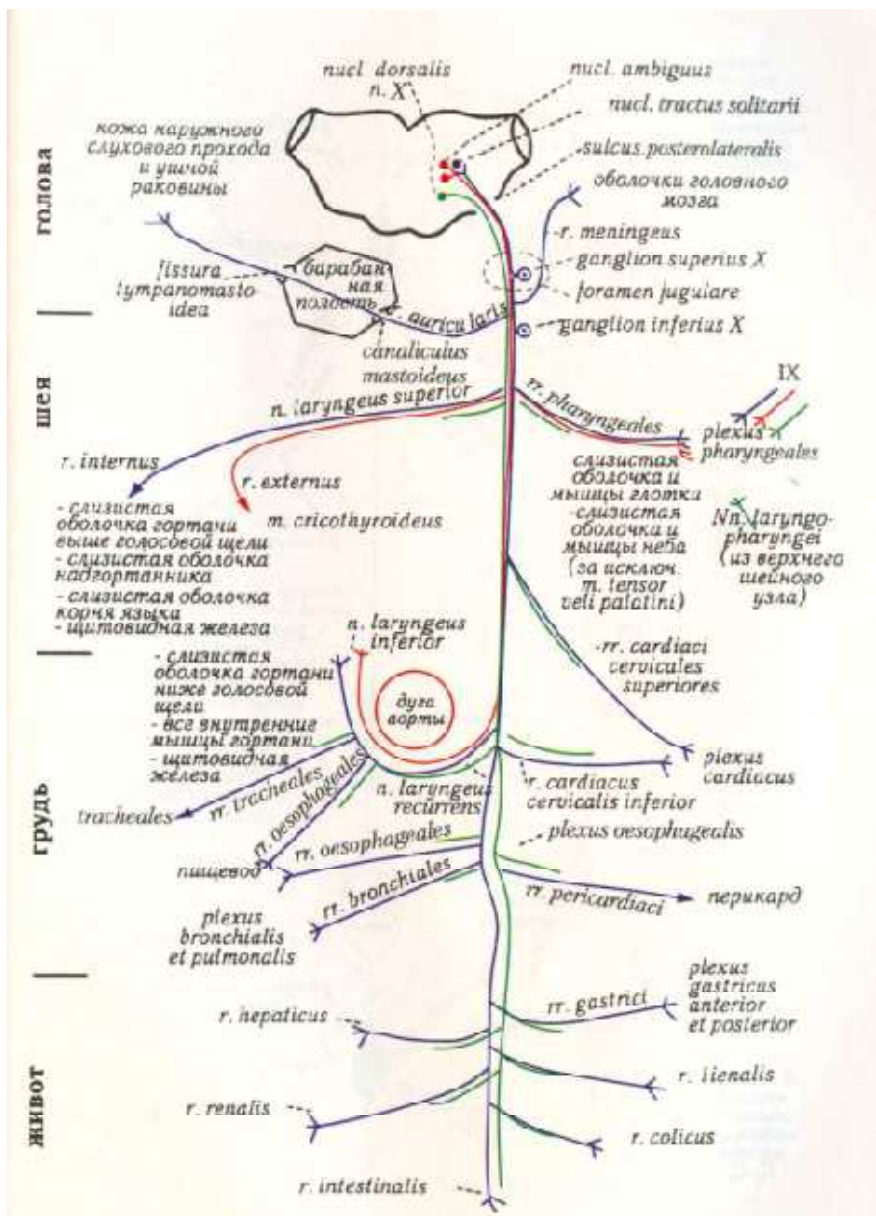 nucl. dorsalis
n. X
nucl. ambiguus
nucl. tractus solitarii
sulcus posterolateralis
оболочки головного
мозга
r. meningeus
ganglion superius X
foramen jugulare
ganglion inferius X
голова
кожа наружного
слухового прохода
и ушной
раковины
fissura
tympanomasto
idea
барабан-
ная
полость
r. auricularis
canaliculus
mastoideus
шея
n. laryngeus superior
rr. pharyngeales
IX
plexus
pharyngeales
r. internus
r. externus
m. cricothyroideus
- слизистая
оболочка гортани
выше голосовой щели
- слизистая оболочка
надгортанника
- слизистая оболочка
корня языка
- щитовидная железа
слизистая
оболочка и
мышцы глотки
-слизистая
оболочка и
мышцы неба
(за исключ.
m. tensor
veli palatini)
Nn. laryngo-
pharyngei
(из верхнего
шейного
узла)
rr. cardiaci
cervicales
superiores
грудь
n. laryngeus
inferior
- слизистая
оболочка гортани
ниже голосовой
щели
- все внутренние
мышцы гортани
- щитовидная
железа
дуга
аорты
plexus
cardiacus
r. cardiacus
cervicalis inferior
n. laryngeus
recurrens
rr. tracheales
tracheales
rr. oesophageales
rr. oesophageales
plexus oesophagealis
пищевод
rr. bronchiales
rr. pericardiaci
перикард
plexus
bronchialis
et pulmonalis
живот
rr. gastrici
plexus
gastricus
anterior
et posterior
r. hepaticus
r. lienalis
r. renalis
r. colicus
r. intestinalis